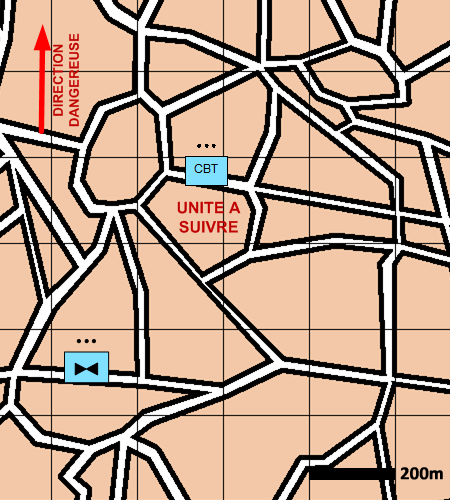 DIRECTION
DANGEREUSE
CBT
UNITE A
SUIVRE
200m